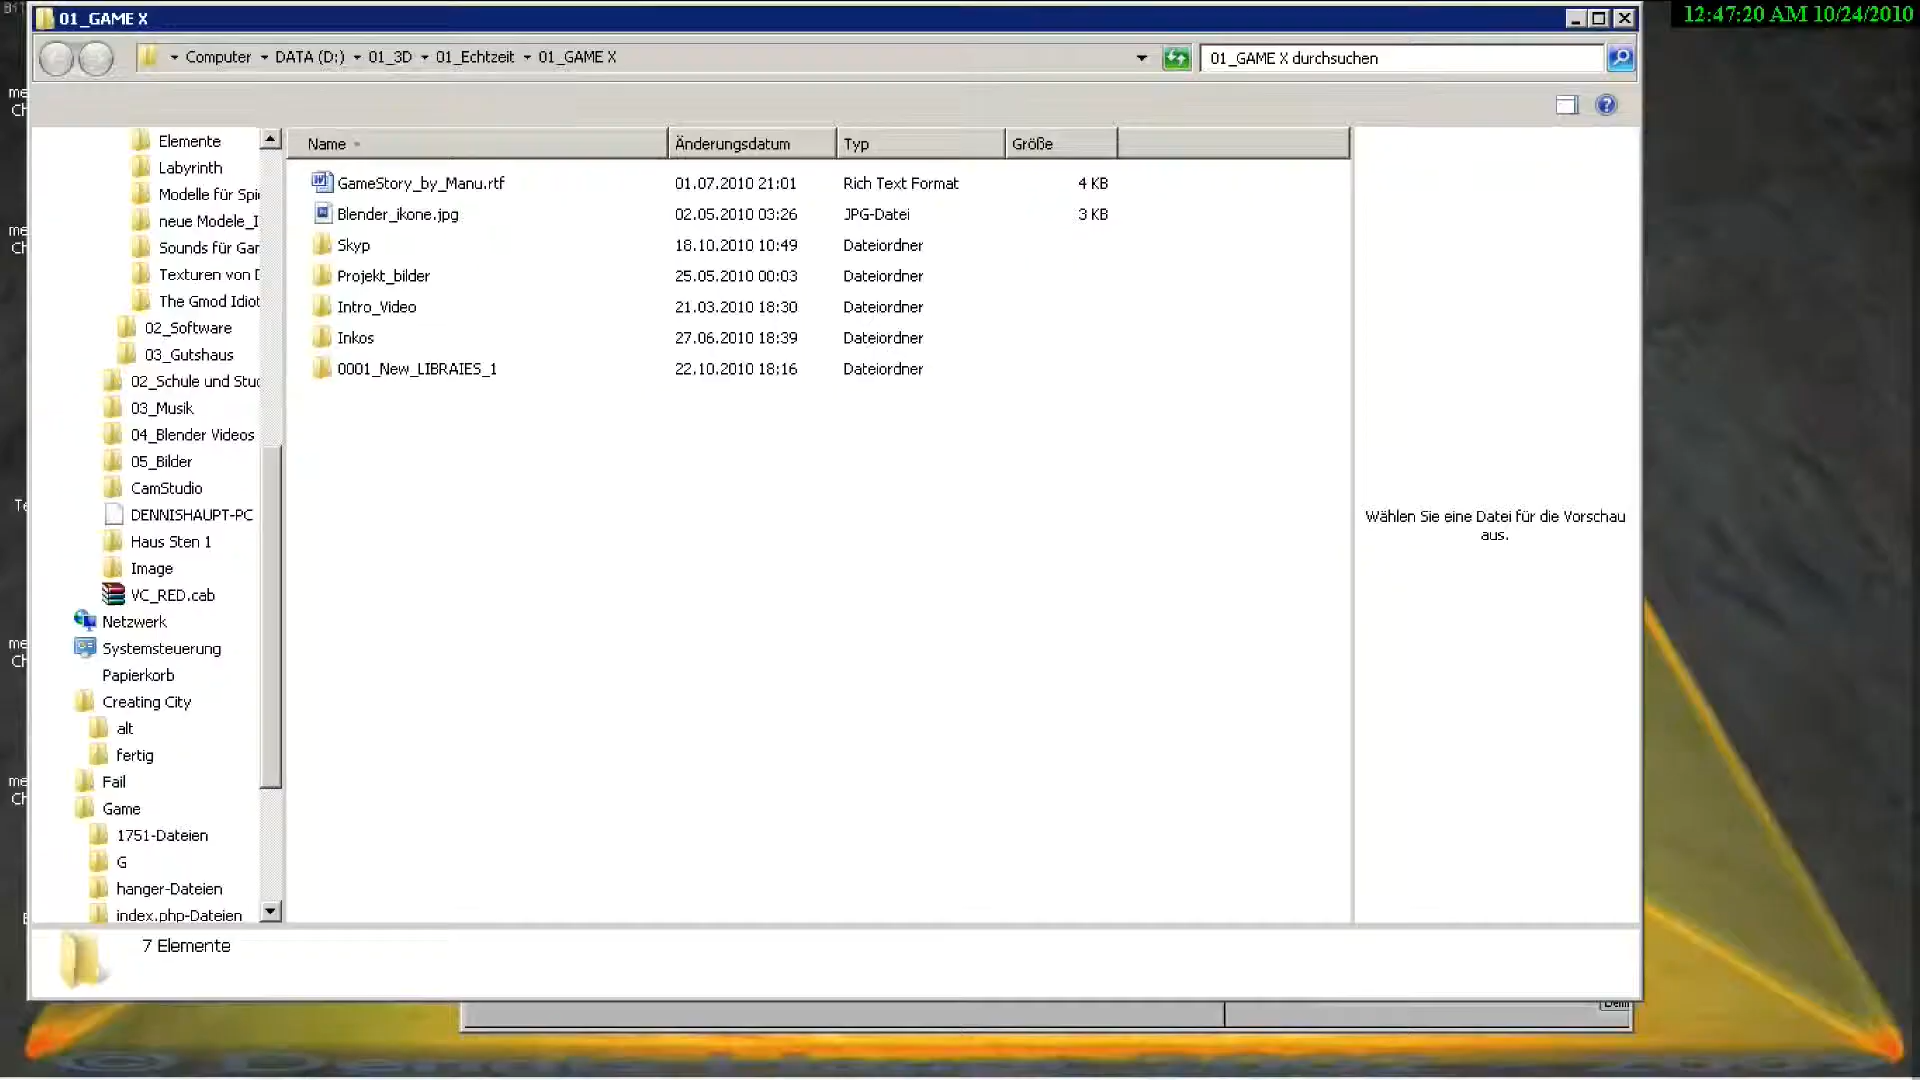 12:47:20 AM 10/24/2010
01_GAME X
Computer DATA (D:) 01_3D 01_Echtzeit 01_GAME X
01_GAME X durchsuchen
Elemente
Labyrinth
Modelle für Spi
neue Modele_I
Sounds für Gar
Texturen von D
The Gmod Idiot
02_Software
03_Gutshaus
02_Schule und Stud
03_Musik
04_Blender Videos
05_Bilder
CamStudio
DENNISHAUPT-PC
Haus Sten 1
Image
VC_RED.cab
Netzwerk
Systemsteuerung
Papierkorb
Creating City
alt
fertig
Fail
Game
1751-Dateien
G
hanger-Dateien
index.php-Dateien
Name Änderungsdatum Typ Größe
GameStory_by_Manu.rtf 01.07.2010 21:01 Rich Text Format 4 KB
Blender_ikone.jpg 02.05.2010 03:26 JPG-Datei 3 KB
Skyp 18.10.2010 10:49 Dateiordner
Projekt_bilder 25.05.2010 00:03 Dateiordner
Intro_Video 21.03.2010 18:30 Dateiordner
Inkos 27.06.2010 18:39 Dateiordner
0001_New_LIBRAIES_1 22.10.2010 18:16 Dateiordner
Wählen Sie eine Datei für die Vorschau
aus.
7 Elemente